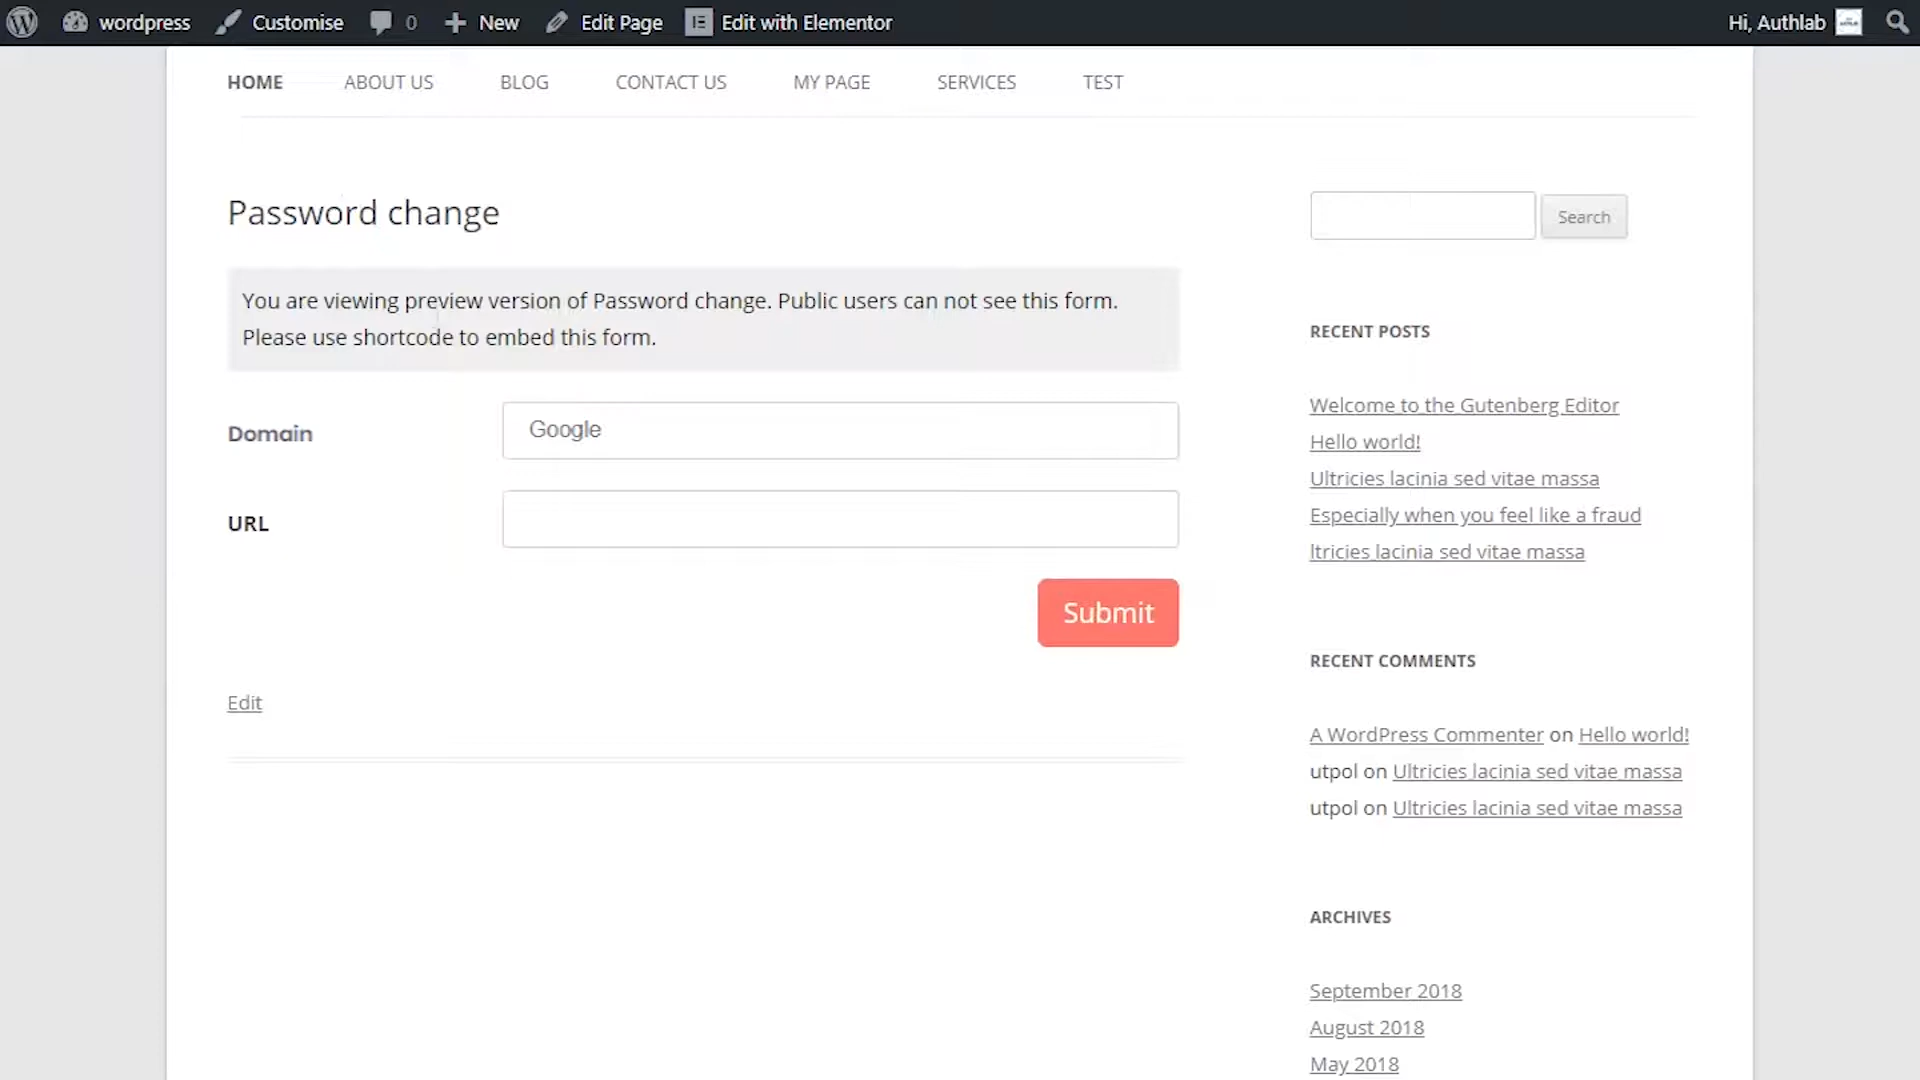 wordpress Customise 0 New Edit Page Edit with Elementor Hi, Authlab
HOME ABOUT US BLOG CONTACT US MY PAGE SERVICES TEST
Password change
You are viewing preview version of Password change. Public users can not see this form.
Please use shortcode to embed this form.
Domain Google
URL
Submit
Edit
Search
RECENT POSTS
Welcome to the Gutenberg Editor
Hello world!
Ultricies lacinia sed vitae massa
Especially when you feel like a fraud
ltricies lacinia sed vitae massa
RECENT COMMENTS
A WordPress Commenter on Hello world!
utpol on Ultricies lacinia sed vitae massa
utpol on Ultricies lacinia sed vitae massa
ARCHIVES
September 2018
August 2018
May 2018